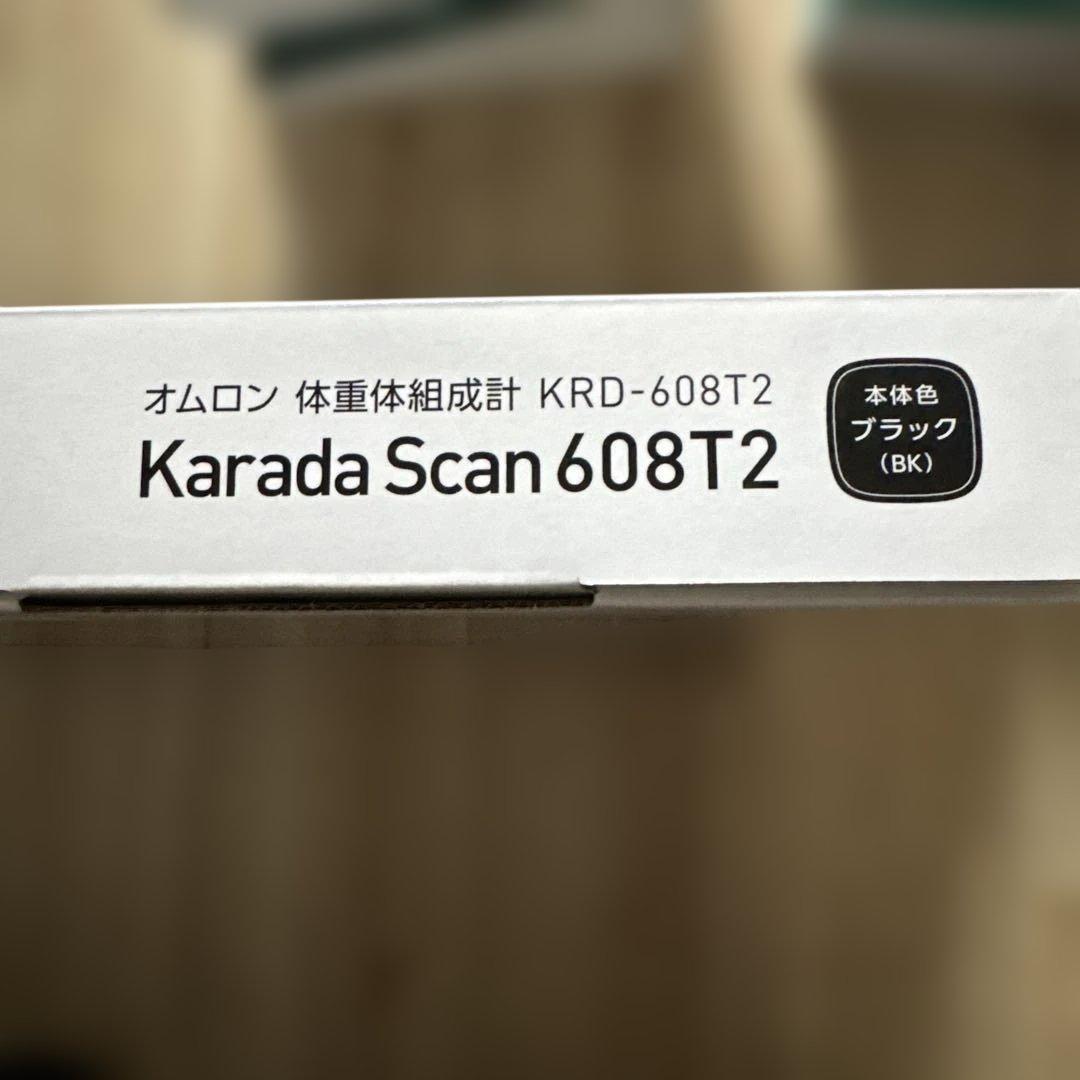 オムロン 体重体組成計 KRD-608T2
Karada Scan 608T2
本体色
ブラック
(BK)